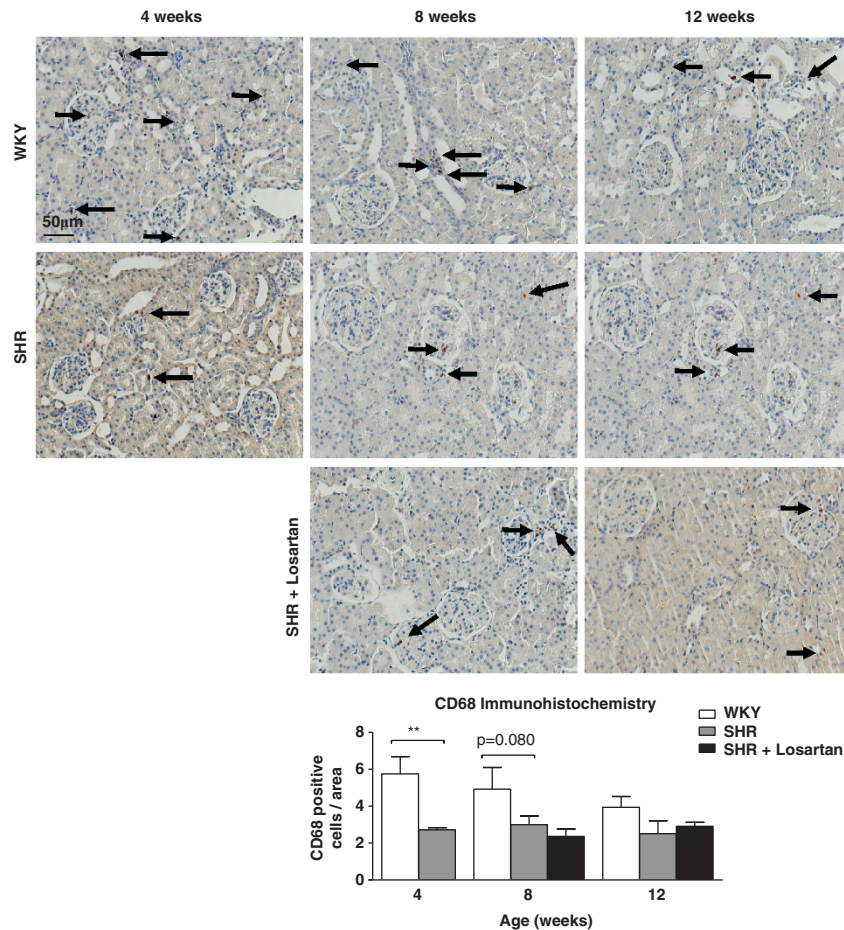 4 weeks
8 weeks
12 weeks
WKY
50μm
SHR
SHR + Losartan
CD68 Immunohistochemistry
WKY
SHR
SHR + Losartan
CD68 positive
cells / area
8
6
4
2
0
**
p=0.080
4
8
12
Age (weeks)